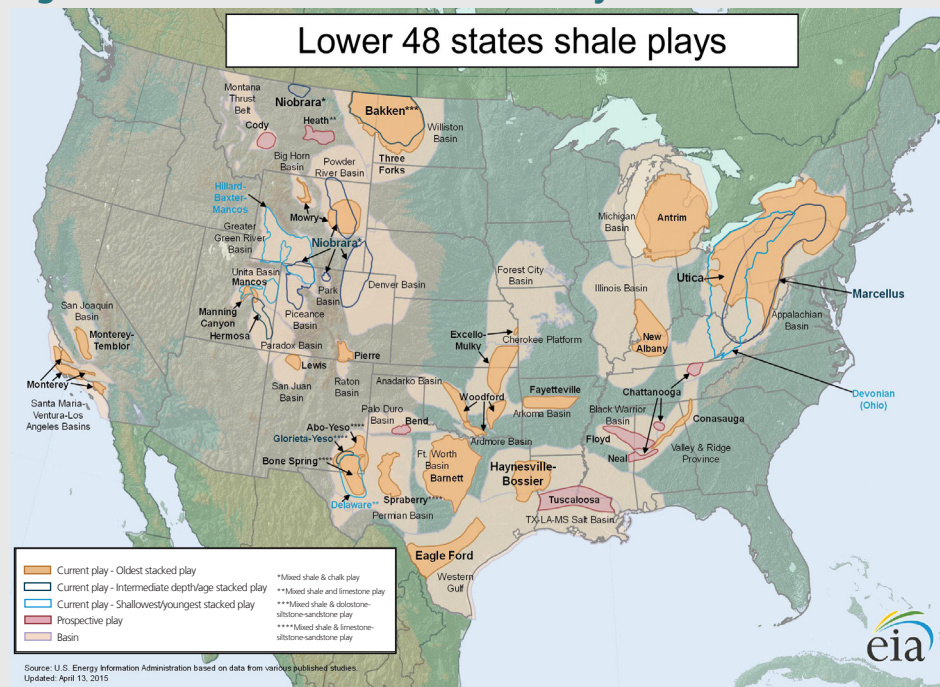 Lower 48 states shale plays
Montana
Thrust
Belt
Niobrara*
Bakken***
Cody
Heath**
Williston
Basin
Big Horn
Basin
Powder
River Basin
Three
Forks
Hillard-
Baxter-
Mancos
Mowry
Michigan
Basin
Antrim
Greater
Green River
Basin
Niobrara*
Forest City
Basin
Utica
Unita Basin
Mancos
Park
Basin
Denver Basin
Illinois Basin
Marcellus
San Joaquin
Basin
Manning
Canyon
Piceance
Basin
Appalachian
Basin
Hermosa
Monterey-
Temblor
Paradox Basin
Excello-
Mulky
Cherokee Platform
New
Albany
Pierre
Lewis
Monterey
San Juan
Basin
Raton
Basin
Anadarko Basin
Woodford
Fayetteville
Chattanooga
Devonian
(Ohio)
Santa Maria-
Ventura-Los
Angeles Basins
Palo Duro
Basin
Bend
Arkoma Basin
Black Warrior
Basin
Conasauga
Abo-Yeso****
Glorieta-Yeso****
Ardmore Basin
Floyd
Neal
Valley & Ridge
Province
Bone Spring****
Ft. Worth
Basin
Barnett
Haynesville-
Bossier
Delaware**
Spraberry****
Permian Basin
Tuscaloosa
TX-LA-MS Salt Basin
Eagle Ford
Western
Gulf
Current play - Oldest stacked play
Current play - Intermediate depth/age stacked play
Current play - Shallowest/youngest stacked play
Prospective play
Basin
*Mixed shale & chalk play
**Mixed shale and limestone play
***Mixed shale & dolostone-
siltstone-sandstone play
****Mixed shale & limestone-
siltstone-sandstone play
Source: U.S. Energy Information Administration based on data from various published studies.
Updated: April 13, 2015
eia